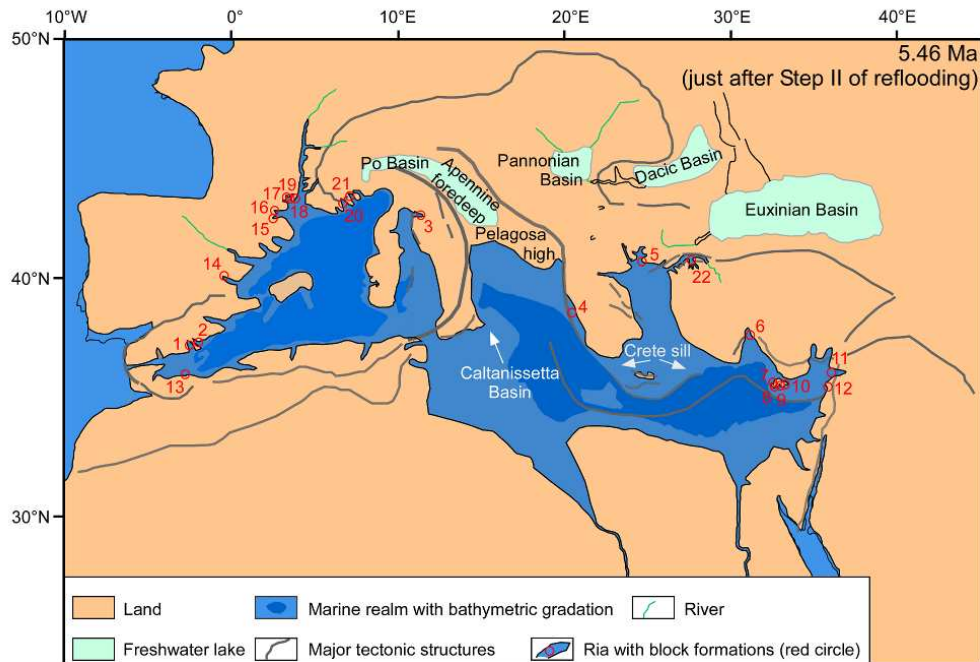 10°W 0° 10°E 20°E 30°E 40°E
50°N
5.46 Ma
(just after Step II of reflooding)
Po Basin
Apennine
foredeep
Pannonian
Basin
Dacic Basin
Euxinian Basin
19
17
18
16
15
21
20
3
Pelagosa
high
5
22
40°N
14
4
2
1
13
6
Crete sill
Caltanissetta
Basin
7
8
9
10
11
12
30°N
Land
Marine realm with bathymetric gradation
River
Freshwater lake
Major tectonic structures
Ria with block formations (red circle)